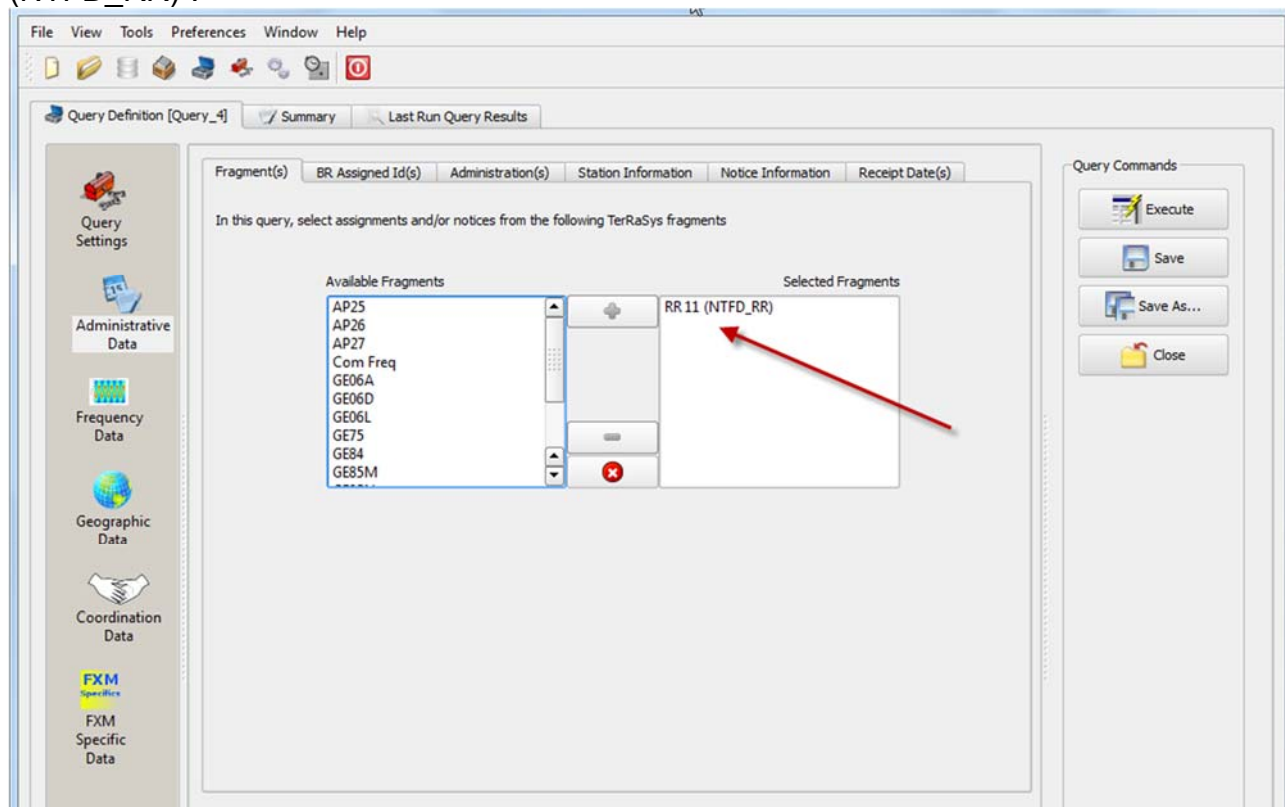 (NTFD_RR) .
File View Tools Preferences Window Help
Query Definition [Query_4] Summary Last Run Query Results
Query Settings
Administrative Data
Frequency Data
Geographic Data
Coordination Data
FXM Specifics
FXM Specific Data
Fragment(s) BR Assigned Id(s) Administration(s) Station Information Notice Information Receipt Date(s)
In this query, select assignments and/or notices from the following TerRaSys fragments
Available Fragments
AP25
AP26
AP27
Com Freq
GE06A
GE06D
GE06L
GE75
GE84
GE85M
Selected Fragments
RR 11 (NTFD_RR)
Query Commands
Execute
Save
Save As...
Close